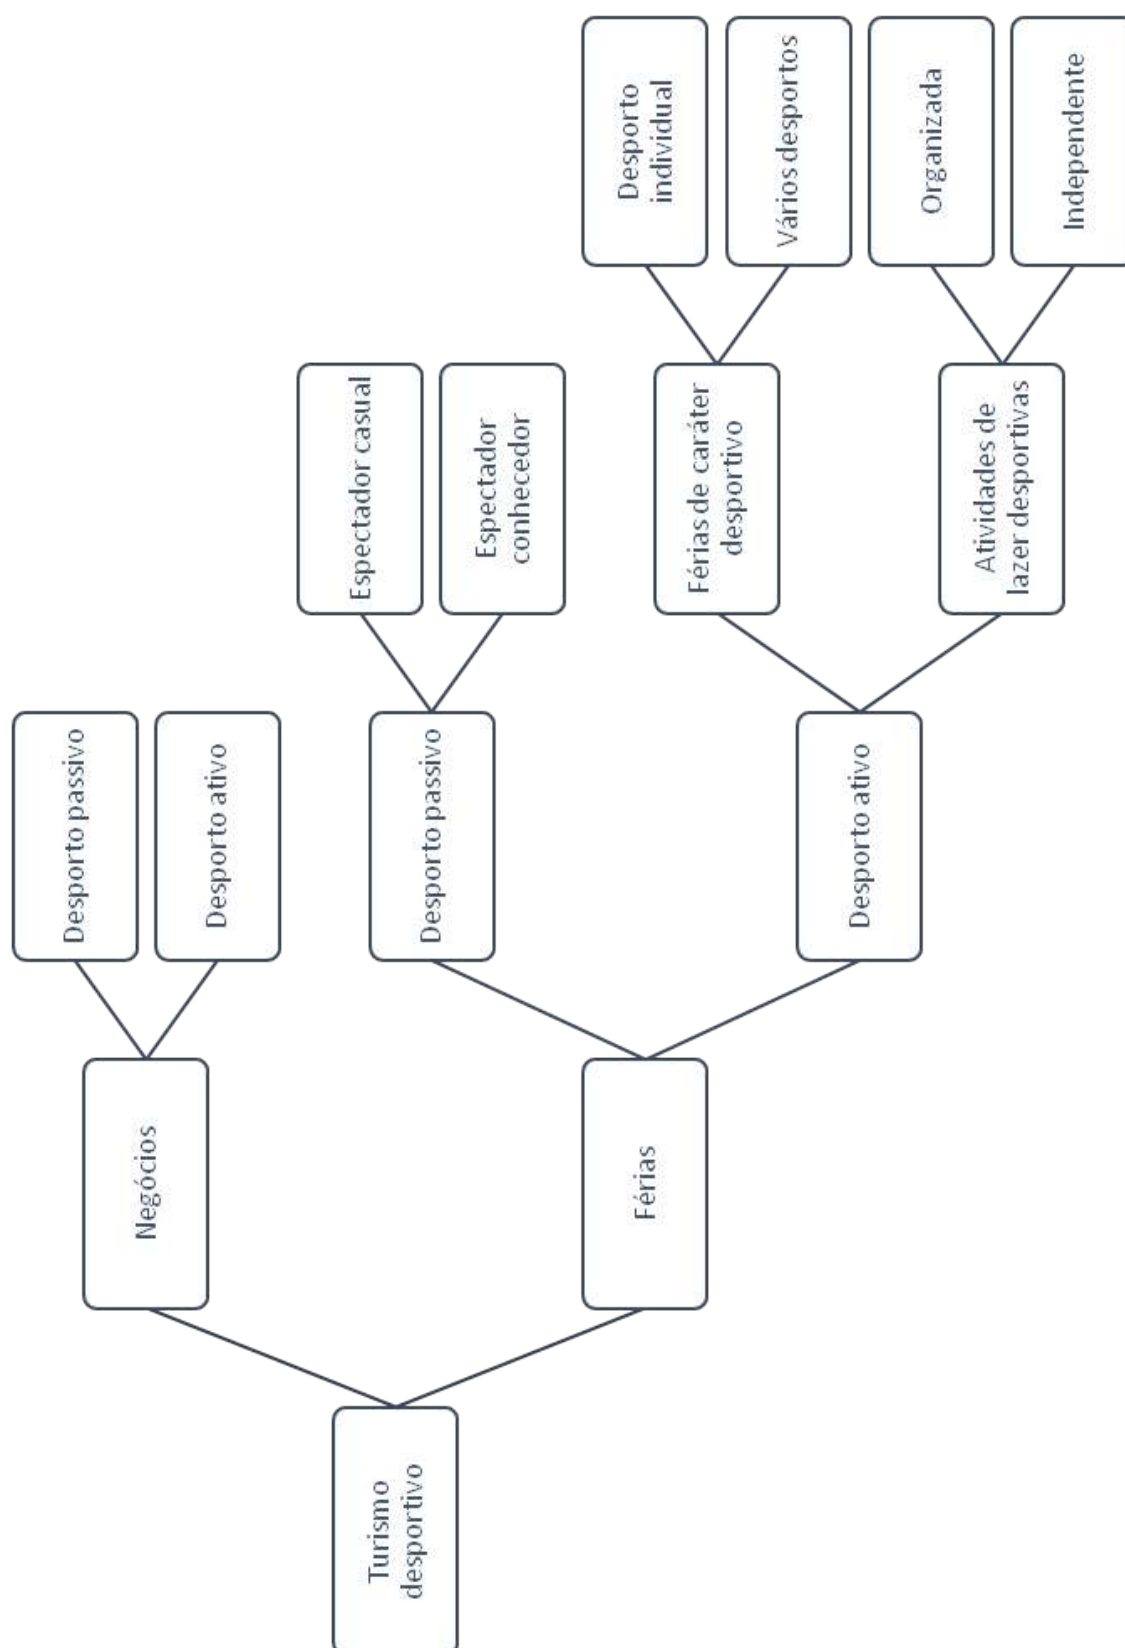 Turismo
desportivo
Negócios
Desporto passivo
Desporto ativo
Férias
Desporto passivo
Espectador casual
Espectador
conhecedor
Desporto ativo
Férias de caráter
desportivo
Desporto
individual
Vários desportos
Atividades de
lazer desportivas
Organizada
Independente